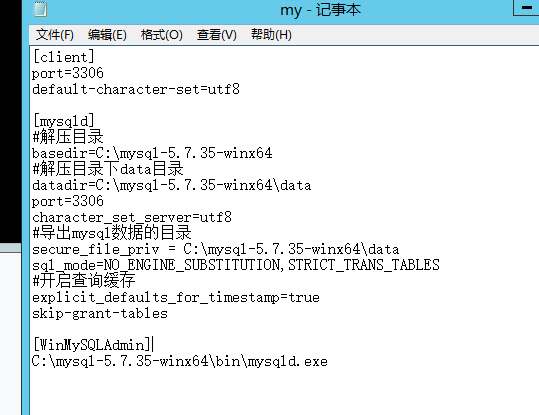 my - 记事本
文件(F) 编辑(E) 格式(O) 查看(V) 帮助(H)
[client]
port=3306
default-character-set=utf8
[mysqld]
#解压目录
basedir=C:\mysql-5.7.35-winx64
#解压目录下data目录
datadir=C:\mysql-5.7.35-winx64\data
port=3306
character_set_server=utf8
#导出mysql数据的目录
secure_file_priv = C:\mysql-5.7.35-winx64\data
sql_mode=NO_ENGINE_SUBSTITUTION,STRICT_TRANS_TABLES
#开启查询缓存
explicit_defaults_for_timestamp=true
skip-grant-tables
[WinMySQLAdmin]
C:\mysql-5.7.35-winx64\bin\mysqld.exe